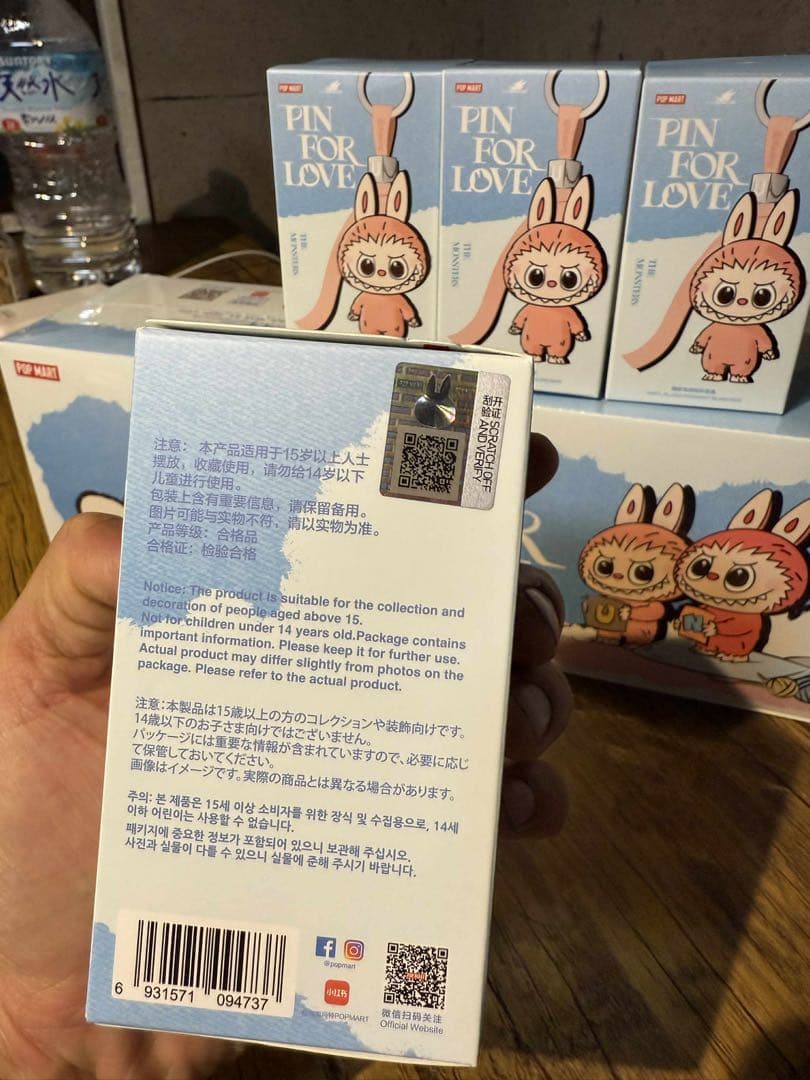 SUNTORY
天然水
POP MART
PIN
FOR
LOVE
THE
MONSTERS
POP MART
PIN
FOR
LOVE
THE
MONSTERS
POP MART
PIN
FOR
LOVE
THE
MONSTERS
POP MART
R
U
N
POP MART
刮开
验证
SCRATCH OFF
AND VERIFY
注意： 本产品适用于15岁以上人士
摆放，收藏使用，请勿给14岁以下
儿童进行使用。
包装上含有重要信息，请保留备用。
图片可能与实物不符，请以实物为准。
产品等级：合格品
合格证：检验合格
Notice: The product is suitable for the collection and
decoration of people aged above 15.
Not for children under 14 years old.Package contains
important information. Please keep it for further use.
Actual product may differ slightly from photos on the
package. Please refer to the actual product.
注意:本製品は15歳以上の方のコレクションや装飾向けです。
14歳以下のお子さま向けではございません。
パッケージには重要な情報が含まれていますので、必要に応じ
て保管しておいてください。
画像はイメージです。実際の商品とは異なる場合があります。
주의: 본 제품은 15세 이상 소비자를 위한 장식 및 수집용으로, 14세
이하 어린이는 사용할 수 없습니다.
패키지에 중요한 정보가 포함되어 있으니 보관해 주십시오.
사진과 실물이 다를 수 있으니 실물에 준해 주시기 바랍니다.
6 931571 094737
@popmart
小红书
POPMART
微信扫码关注
Official Website